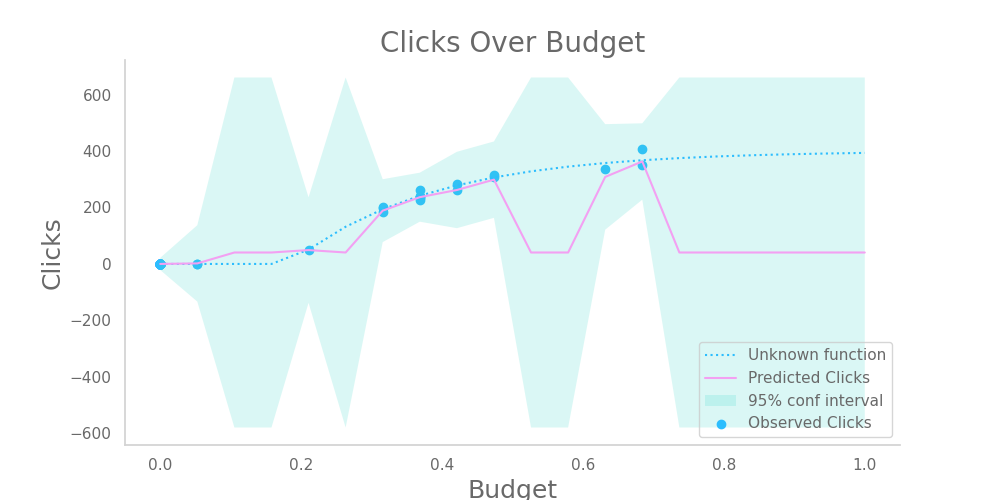 Clicks Over Budget
Clicks
600
400
200
0
−200
−400
−600
0.0 0.2 0.4 0.6 0.8 1.0
Budget
Unknown function
Predicted Clicks
95% conf interval
Observed Clicks